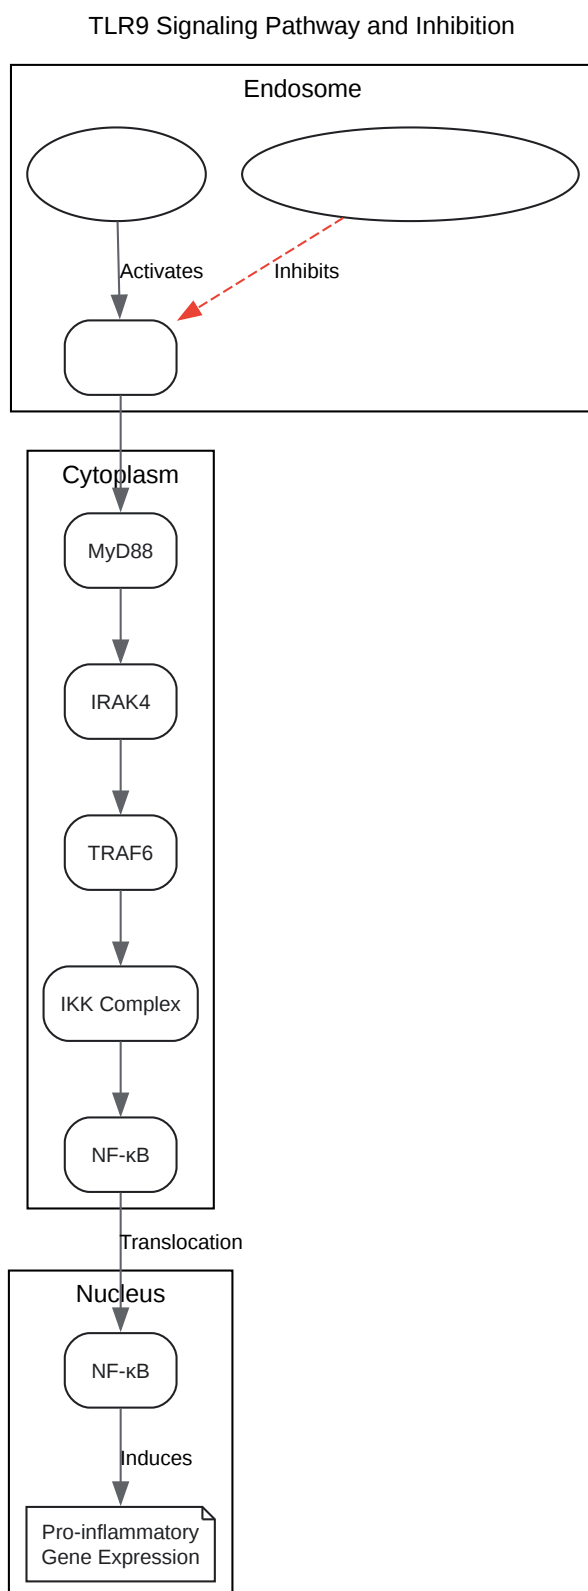 TLR9 Signaling Pathway and Inhibition
Endosome
Activates
Inhibits
Cytoplasm
MyD88
IRAK4
TRAF6
IKK Complex
NF-κB
Translocation
Nucleus
NF-κB
Induces
Pro-inflammatory
Gene Expression